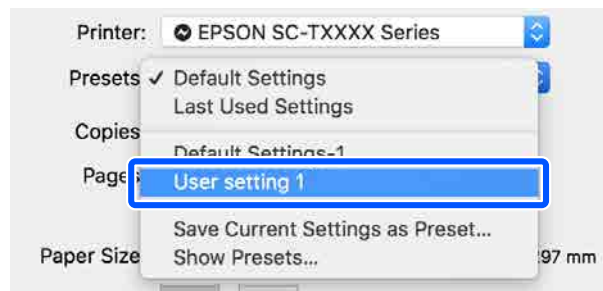 Printer: EPSON SC-TXXXX Series
Presets ✓ Default Settings
Last Used Settings
Copies
Default Settings-1
Pages
User setting 1
Save Current Settings as Preset...
Paper Size Show Presets... 97 mm